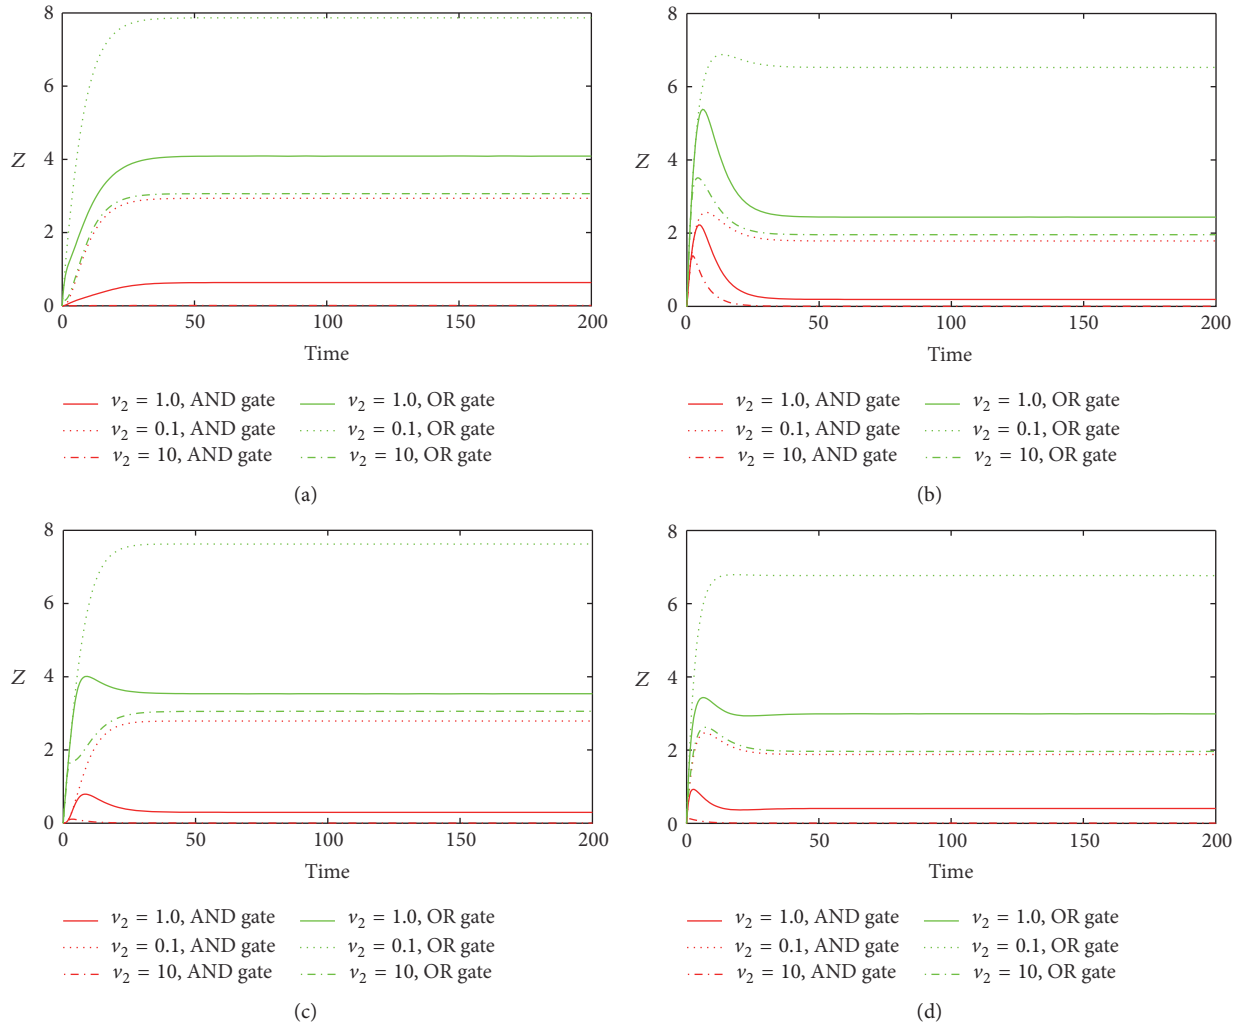 8
6
4
Z
2
0
0 50 100 150 200
Time
v₂ = 1.0, AND gate v₂ = 1.0, OR gate
v₂ = 0.1, AND gate v₂ = 0.1, OR gate
v₂ = 10, AND gate v₂ = 10, OR gate
(a)
8
6
4
Z
2
0
0 50 100 150 200
Time
v₂ = 1.0, AND gate v₂ = 1.0, OR gate
v₂ = 0.1, AND gate v₂ = 0.1, OR gate
v₂ = 10, AND gate v₂ = 10, OR gate
(b)
8
6
4
Z
2
0
0 50 100 150 200
Time
v₂ = 1.0, AND gate v₂ = 1.0, OR gate
v₂ = 0.1, AND gate v₂ = 0.1, OR gate
v₂ = 10, AND gate v₂ = 10, OR gate
(c)
8
6
4
Z
2
0
0 50 100 150 200
Time
v₂ = 1.0, AND gate v₂ = 1.0, OR gate
v₂ = 0.1, AND gate v₂ = 0.1, OR gate
v₂ = 10, AND gate v₂ = 10, OR gate
(d)